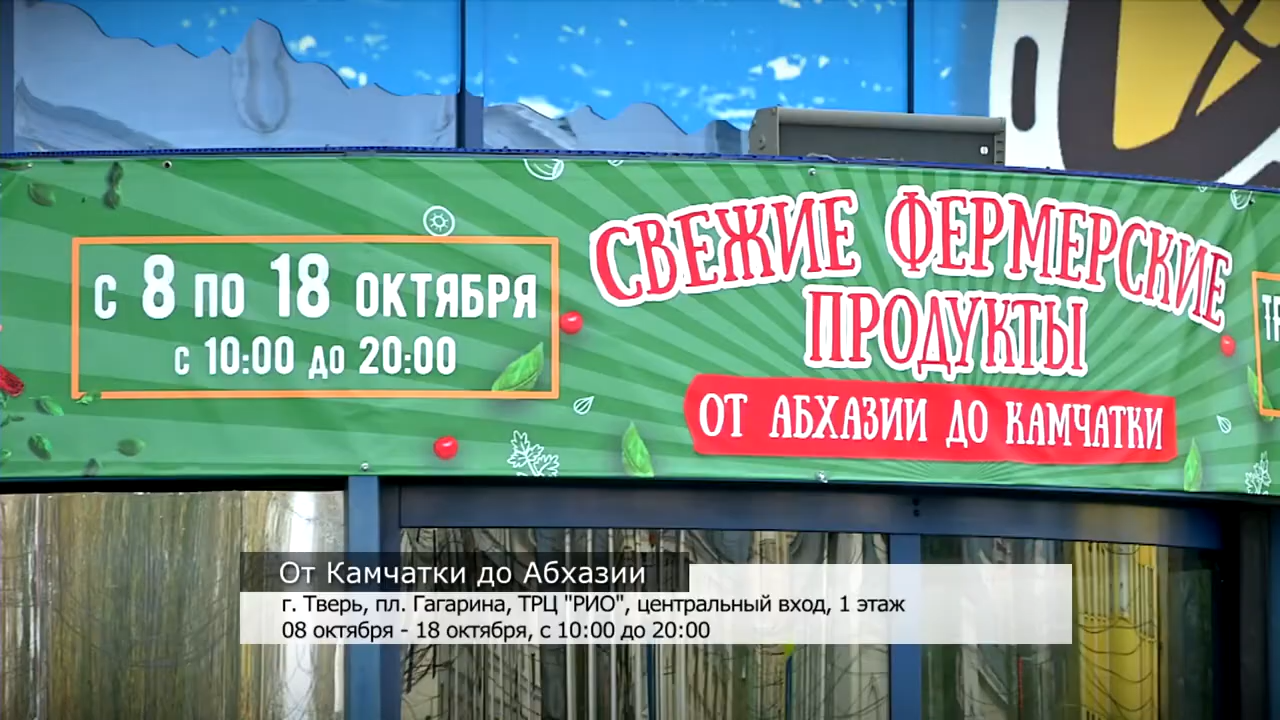 С 8 ПО 18 ОКТЯБРЯ
С 10:00 ДО 20:00
СВЕЖИЕ ФЕРМЕРСКИЕ
ПРОДУКТЫ
ОТ АБХАЗИИ ДО КАМЧАТКИ
От Камчатки до Абхазии
г. Тверь, пл. Гагарина, ТРЦ "РИО", центральный вход, 1 этаж
08 октября - 18 октября, с 10:00 до 20:00